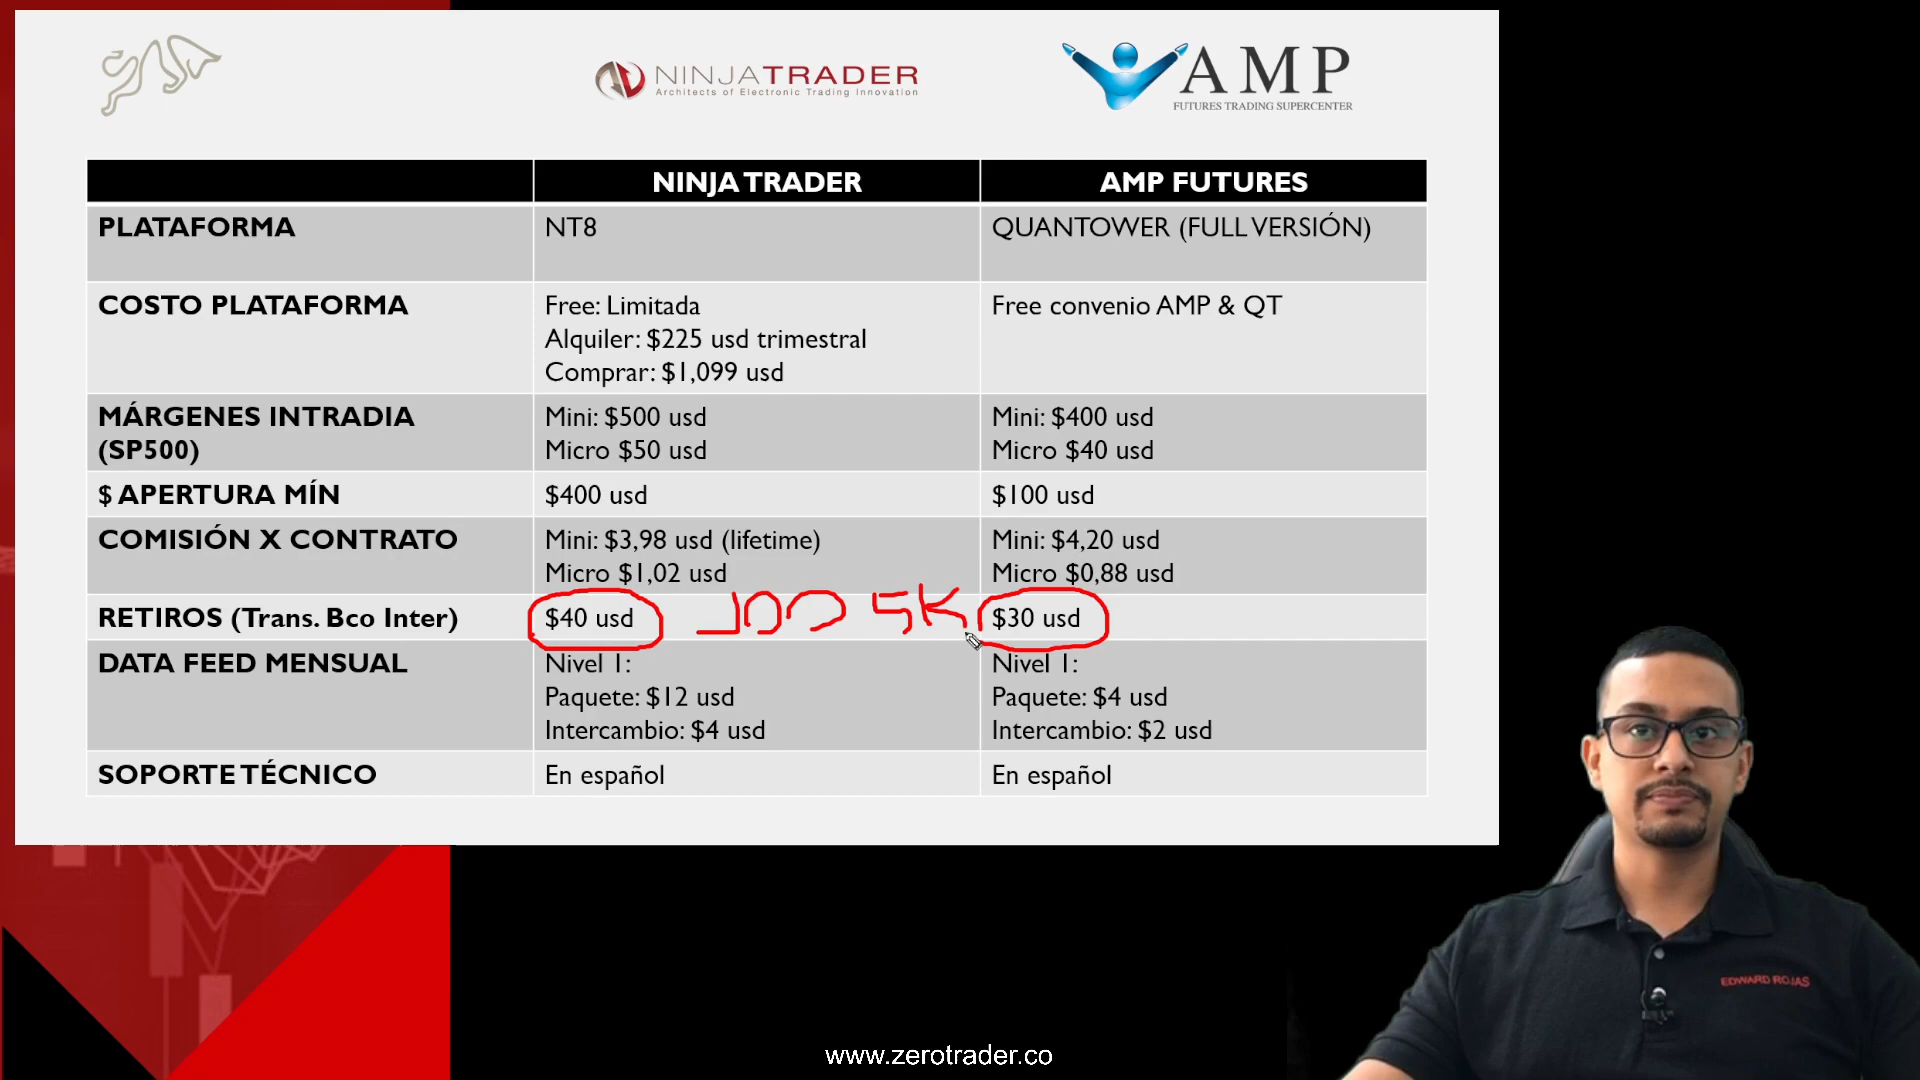 NINJATRADER
Architects of Electronic Trading Innovation
AMP
FUTURES TRADING SUPERCENTER
NINJA TRADER
AMP FUTURES
PLATAFORMA
NT8
QUANTOWER (FULL VERSIÓN)
COSTO PLATAFORMA
Free: Limitada
Alquiler: $225 usd trimestral
Comprar: $1,099 usd
Free convenio AMP & QT
MÁRGENES INTRADIA
(SP500)
Mini: $500 usd
Micro $50 usd
Mini: $400 usd
Micro $40 usd
$ APERTURA MÍN
$400 usd
$100 usd
COMISIÓN X CONTRATO
Mini: $3,98 usd (lifetime)
Micro $1,02 usd
Mini: $4,20 usd
Micro $0,88 usd
RETIROS (Trans. Bco Inter)
$40 usd
100 5K
$30 usd
DATA FEED MENSUAL
Nivel 1:
Paquete: $12 usd
Intercambio: $4 usd
Nivel 1:
Paquete: $4 usd
Intercambio: $2 usd
SOPORTE TÉCNICO
En español
En español
EDWARD ROJAS
www.zerotrader.co